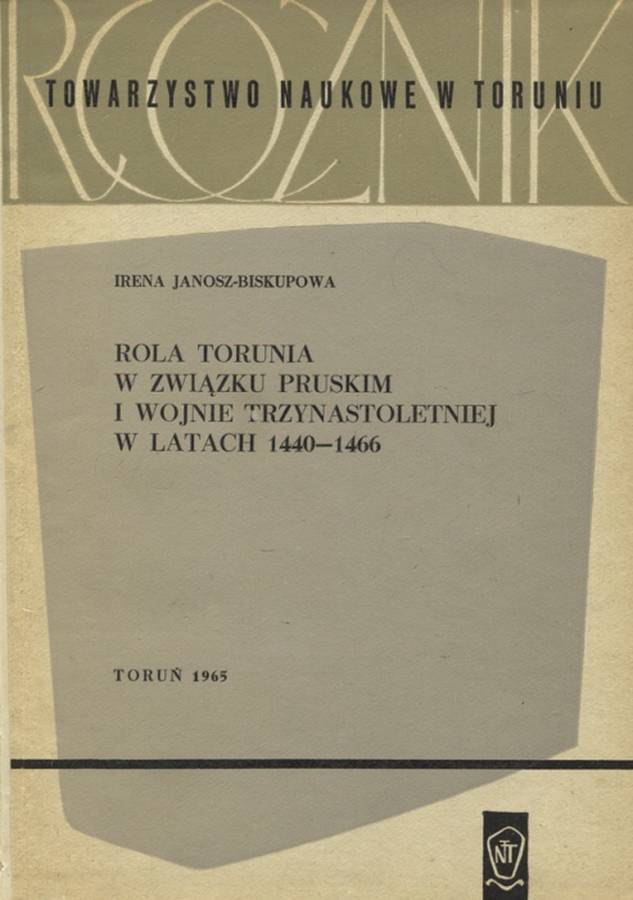 ROCZNIK
TOWARZYSTWO NAUKOWE W TORUNIU
IRENA JANOSZ-BISKUPOWA
ROLA TORUNIA
W ZWIĄZKU PRUSKIM
I WOJNIE TRZYNASTOLETNIEJ
W LATACH 1440—1466
TORUŃ 1965
TNT